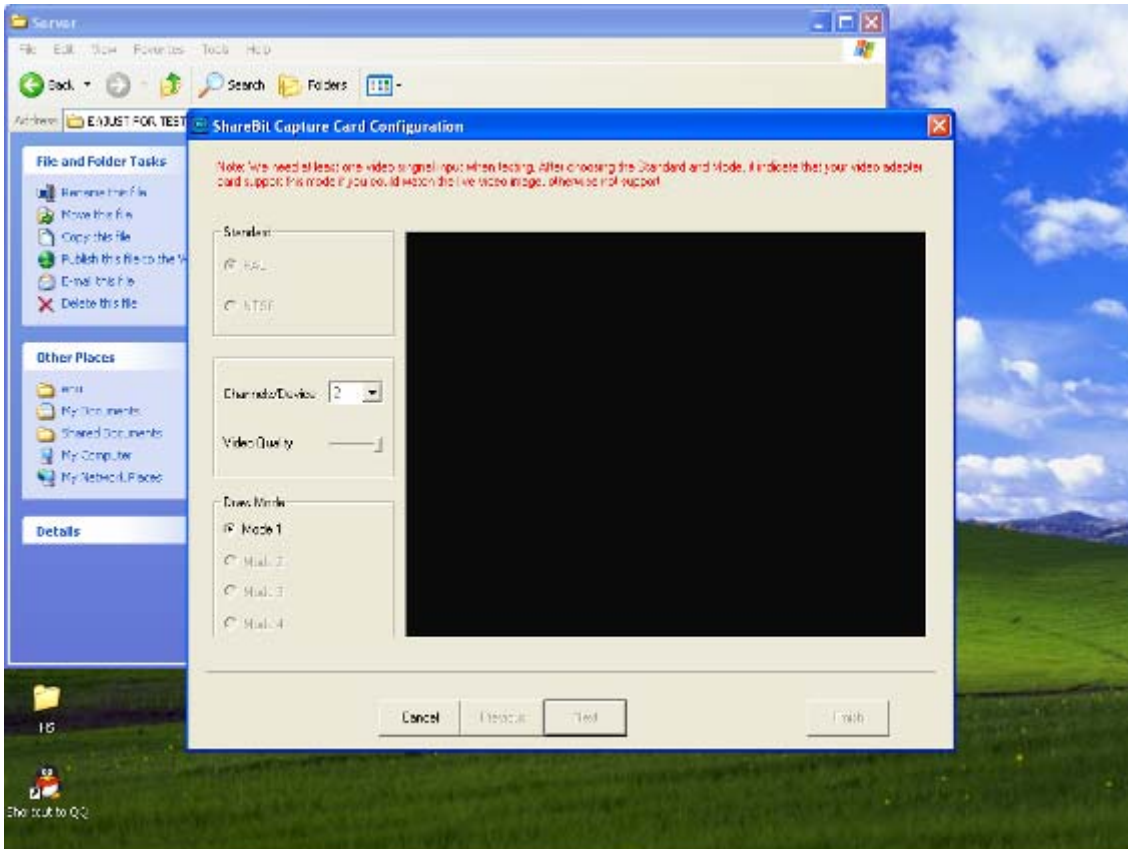 Server
File Edit View Favorites Tools Help
Back Search Folders
Address E:\JUST FOR TEST
ShareBit Capture Card Configuration
File and Folder Tasks
Rename this file
Move this file
Copy this file
Publish this file to the
E-mail this file
Delete this file
Other Places
My Documents
Shared Documents
My Computer
My Network Places
Details
Note: We need at least one video input when testing. After choosing the Standard and Mode, it indicate that your video adapter
card support this mode if you could watch the live video image, otherwise not support
Standard
PAL
NTSC
Channels/Device 2
Video Quality
Draw Mode
Mode 1
Mode 2
Mode 3
Mode 4
Cancel Previous Next Finish
HS
Shortcut to QQ